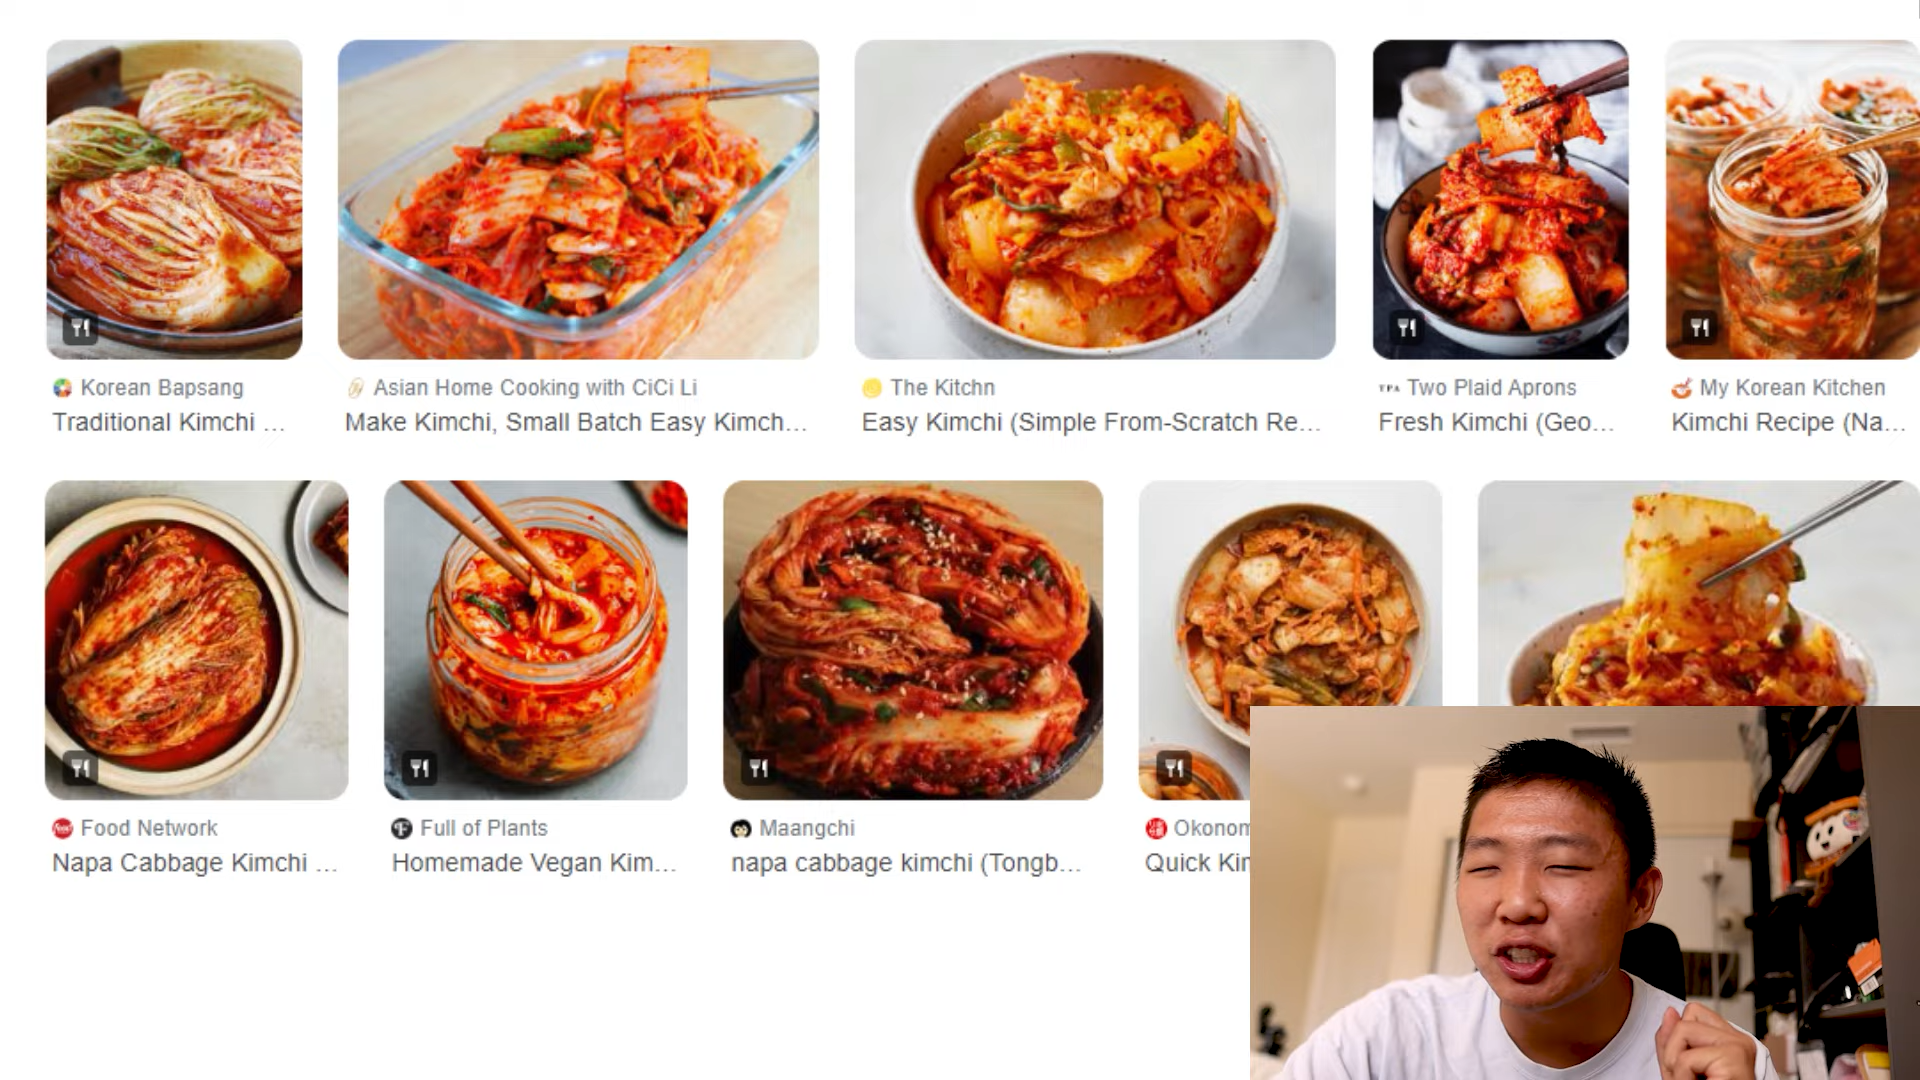 Korean Bapsang
Traditional Kimchi ...
Asian Home Cooking with CiCi Li
Make Kimchi, Small Batch Easy Kimch...
The Kitchn
Easy Kimchi (Simple From-Scratch Re...
TPA Two Plaid Aprons
Fresh Kimchi (Geo...
My Korean Kitchen
Kimchi Recipe (Na...
Food Network
Napa Cabbage Kimchi ...
Full of Plants
Homemade Vegan Kim...
Maangchi
napa cabbage kimchi (Tongb...
Okonom
Quick Kin